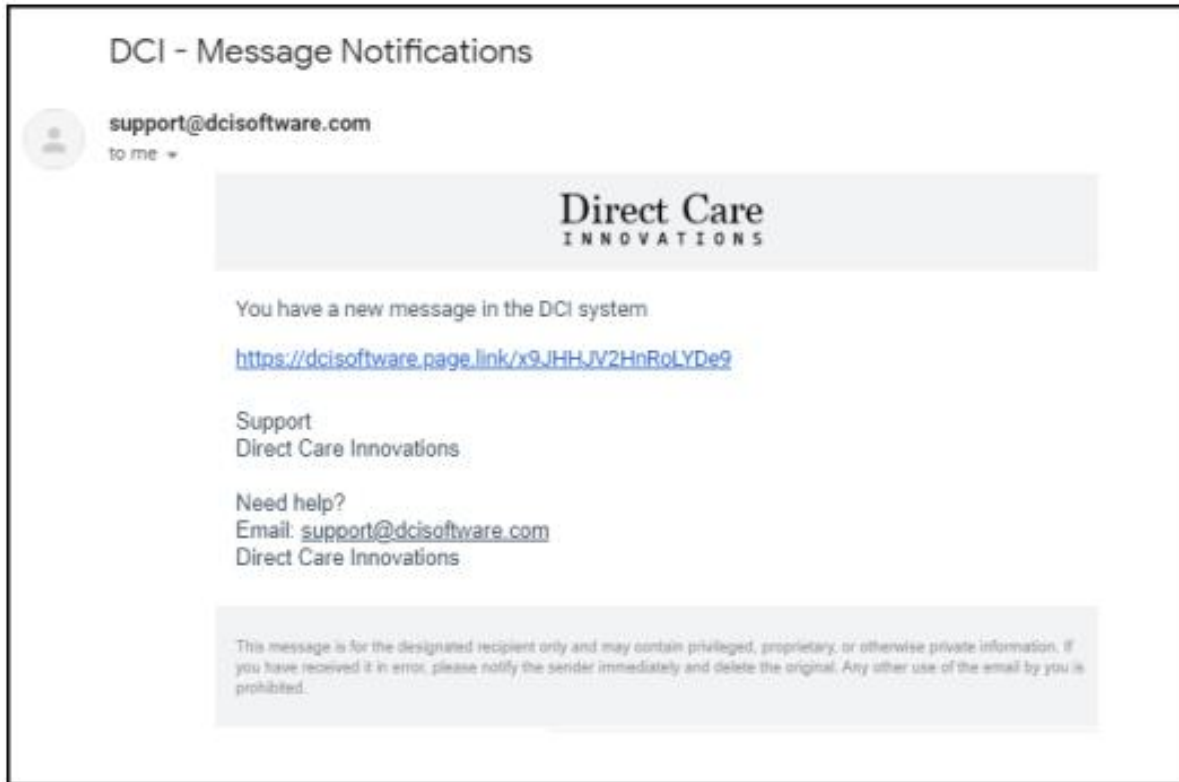 DCI - Message Notifications
support@dcisoftware.com
to me
Direct Care
INNOVATIONS
You have a new message in the DCI system
https://dcisoftware.page.link/x9JHHJV2HnRoLYDe9
Support
Direct Care Innovations
Need help?
Email: support@dcisoftware.com
Direct Care Innovations
This message is for the designated recipient only and may contain privileged, proprietary, or otherwise private information. If
you have received it in error, please notify the sender immediately and delete the original. Any other use of the email by you is
prohibited.